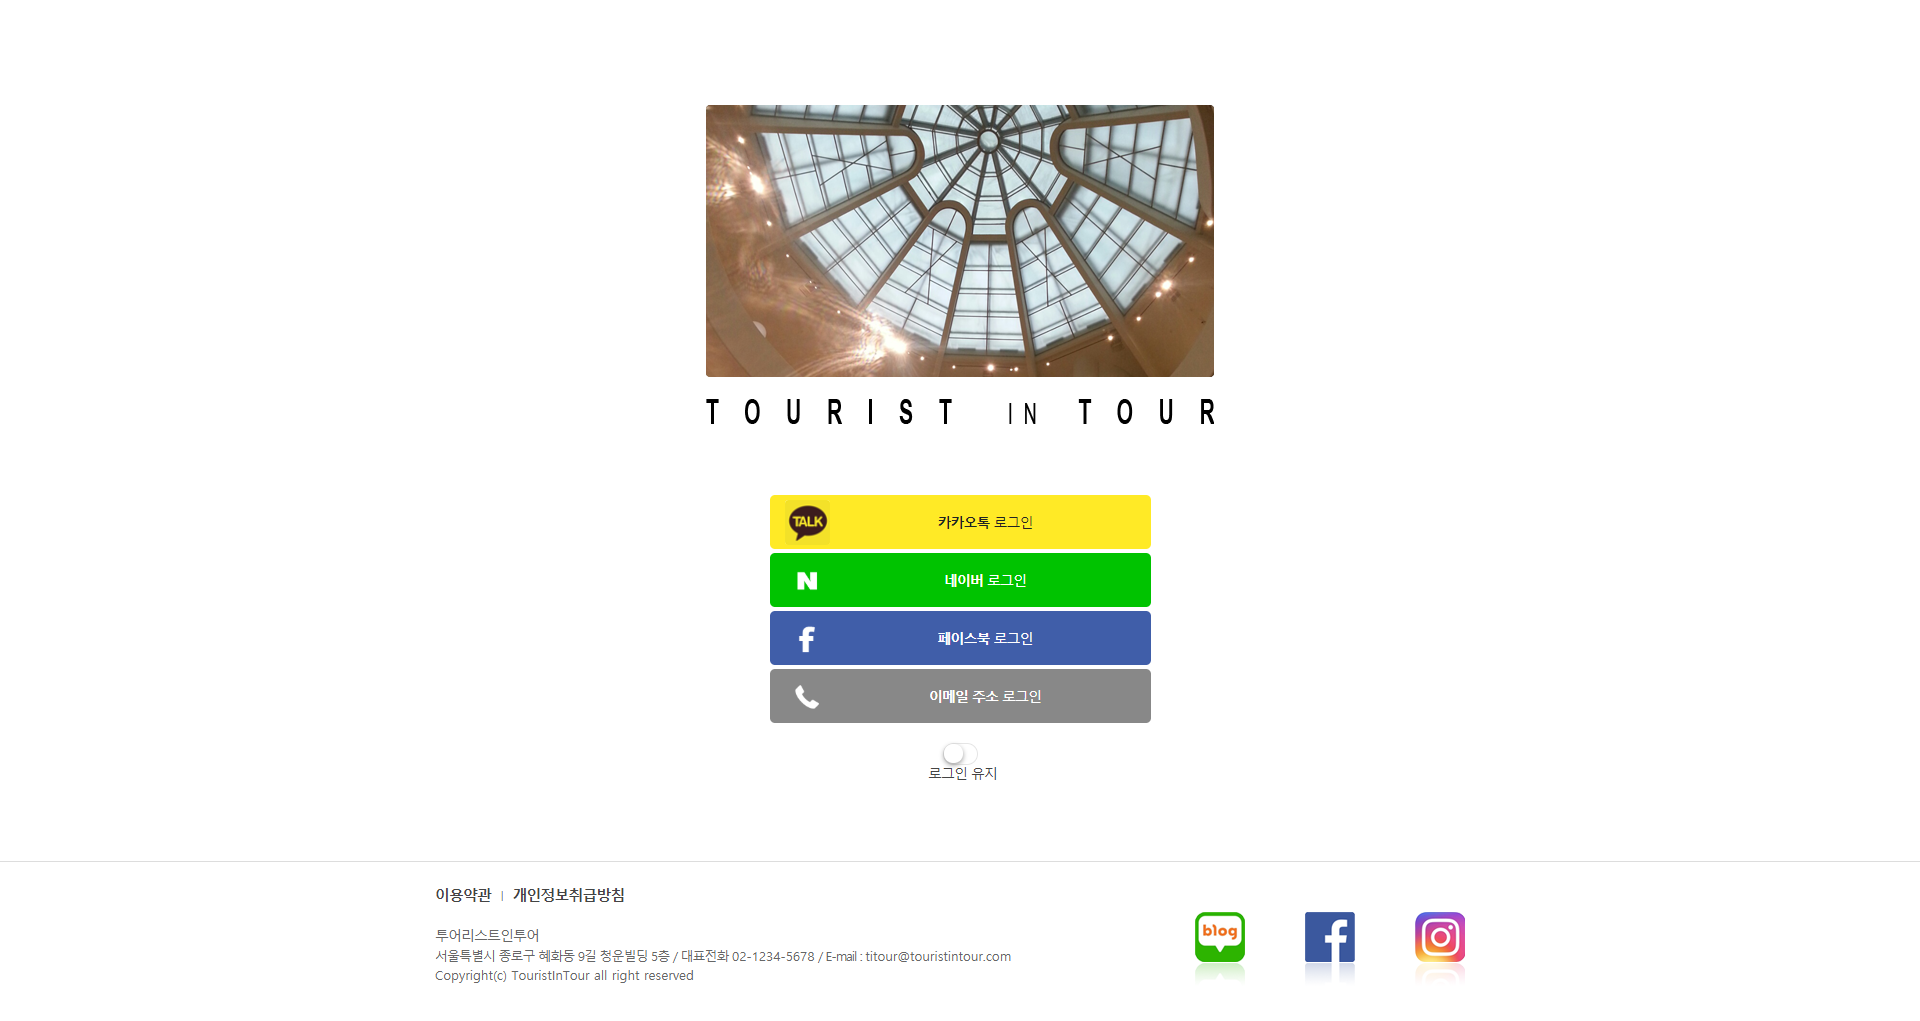 TOURIST IN TOUR
TALK
카카오톡 로그인
N
네이버 로그인
f
페이스북 로그인
이메일 주소 로그인
로그인 유지
이용약관 | 개인정보취급방침
투어리스트인투어
서울특별시 종로구 혜화동 9길 청운빌딩 5층 / 대표전화 02-1234-5678 / E-mail : titour@touristintour.com
Copyright(c) TouristInTour all right reserved
blog
f